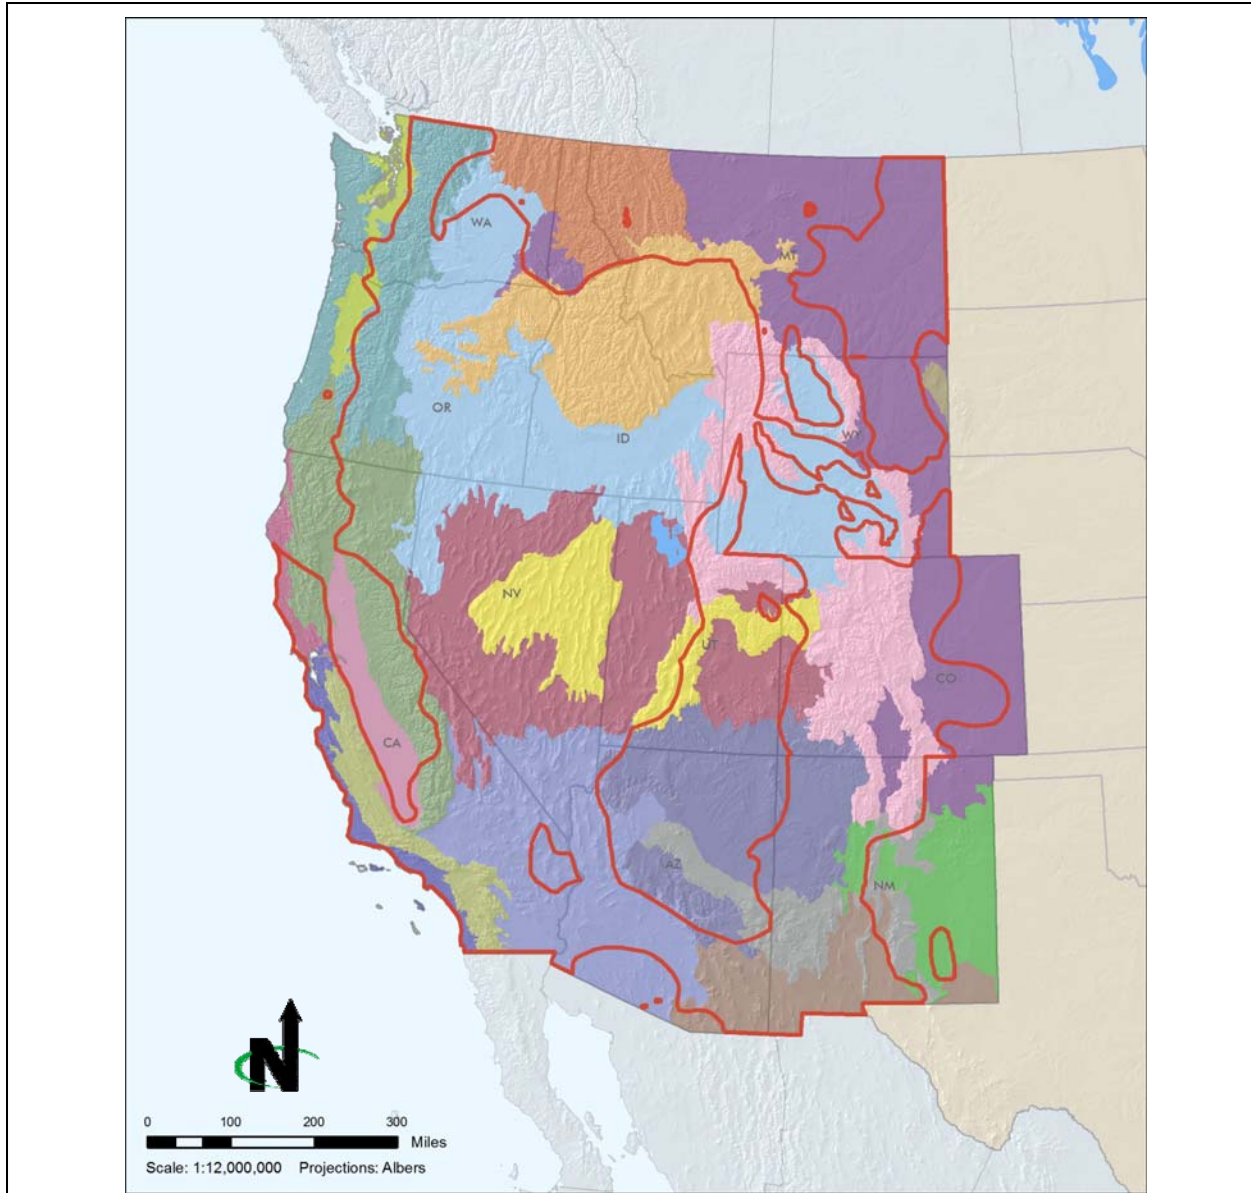 WA
MT
OR
ID
WY
NV
UT
CO
CA
AZ
NM
N
0 100 200 300
Miles
Scale: 1:12,000,000 Projections: Albers